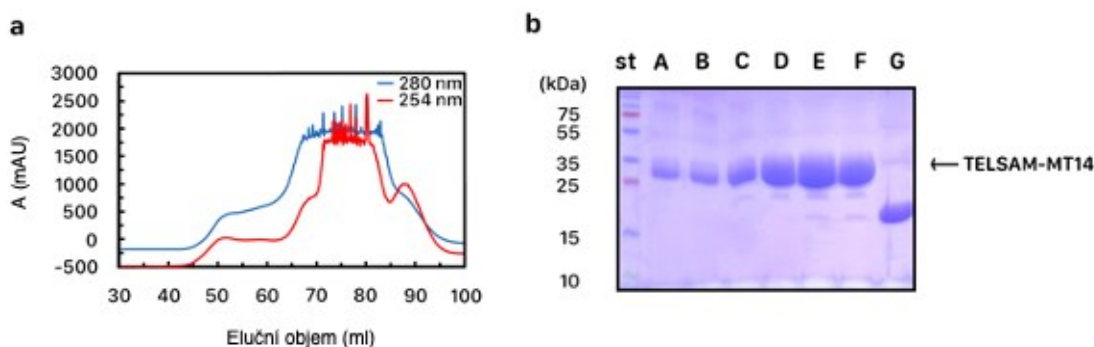 a
3000
2500
2000
1500
1000
500
0
-500
A (mAU)
280 nm
254 nm
30 40 50 60 70 80 90 100
Eluční objem (ml)
b
st A B C D E F G
(kDa)
75
55
35
25
15
10
← TELSAM-MT14